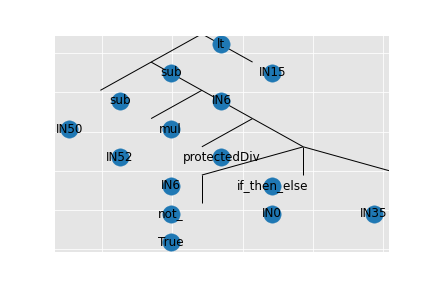 lt
sub IN15
sub IN6
IN50 mul
IN52 protectedDiv
IN6 if_then_else
not_ IN0 IN35
True